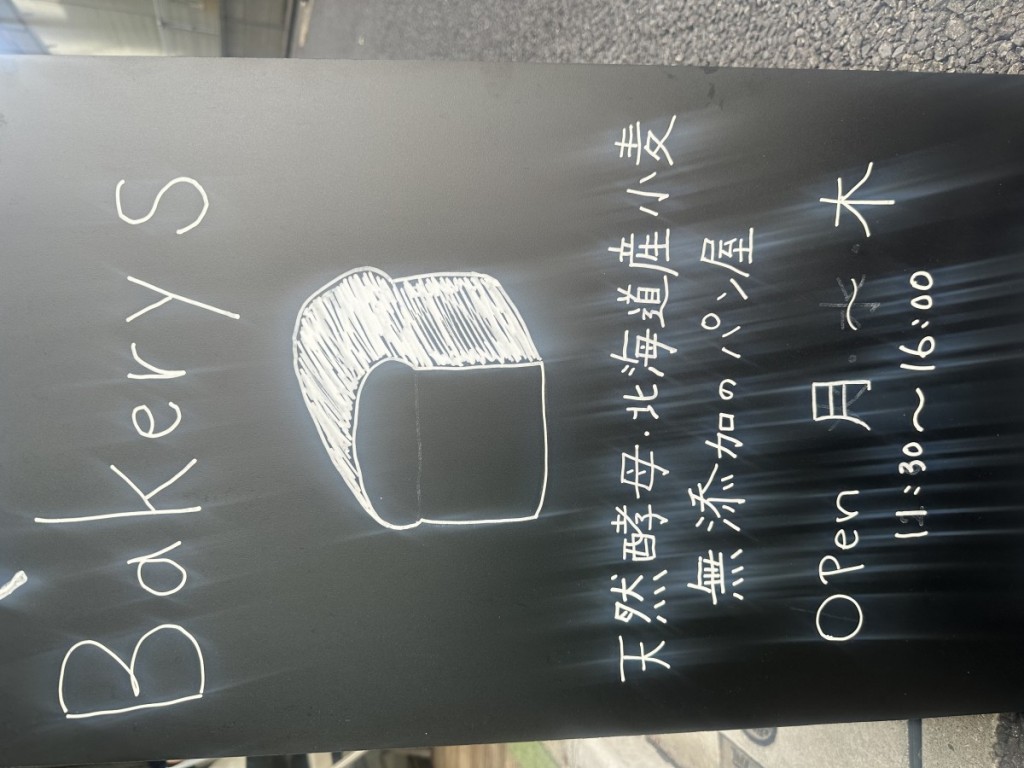 Bakery S
天然酵母・北海道産小麦
無添加のパン屋
OPen 月 木
11:30〜16:00